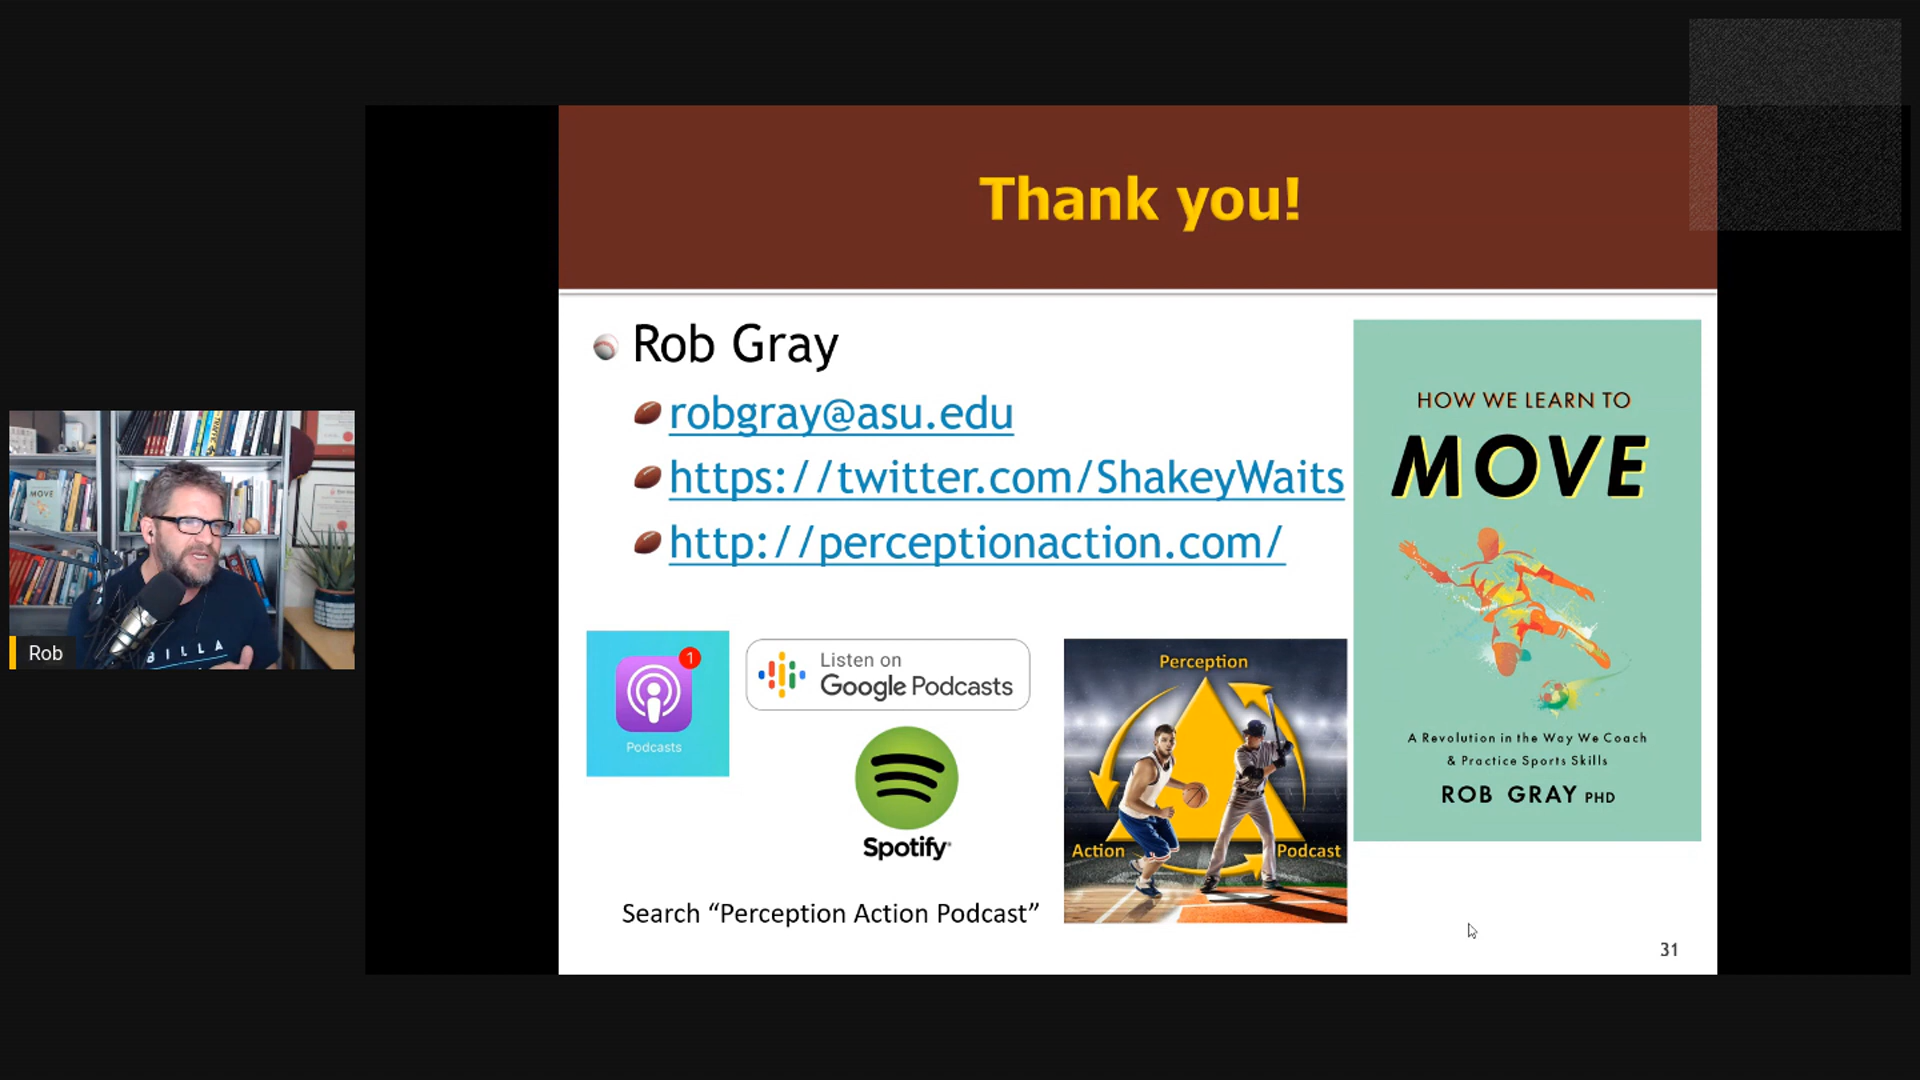 Thank you!
Rob Gray
robgray@asu.edu
https://twitter.com/ShakeyWaits
http://perceptionaction.com/
1
Podcasts
Listen on
Google Podcasts
Spotify
Search “Perception Action Podcast”
Perception
Action
Podcast
HOW WE LEARN TO
MOVE
A Revolution in the Way We Coach
& Practice Sports Skills
ROB GRAY PHD
31
MOVE
BILLA
Rob